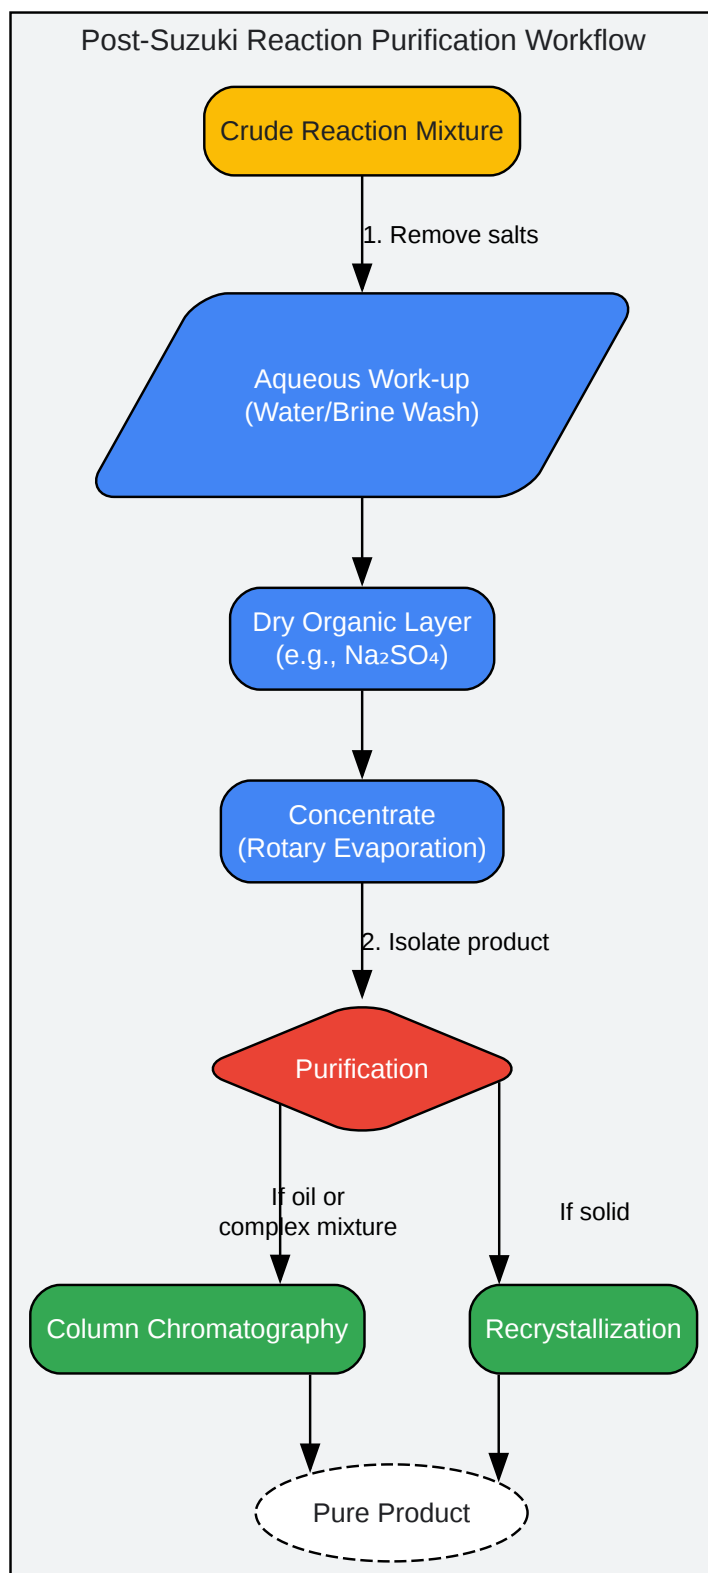 Post-Suzuki Reaction Purification Workflow
Crude Reaction Mixture
1. Remove salts
Aqueous Work-up
(Water/Brine Wash)
Dry Organic Layer
(e.g., Na₂SO₄)
Concentrate
(Rotary Evaporation)
2. Isolate product
Purification
If oil or
complex mixture
If solid
Column Chromatography
Recrystallization
Pure Product